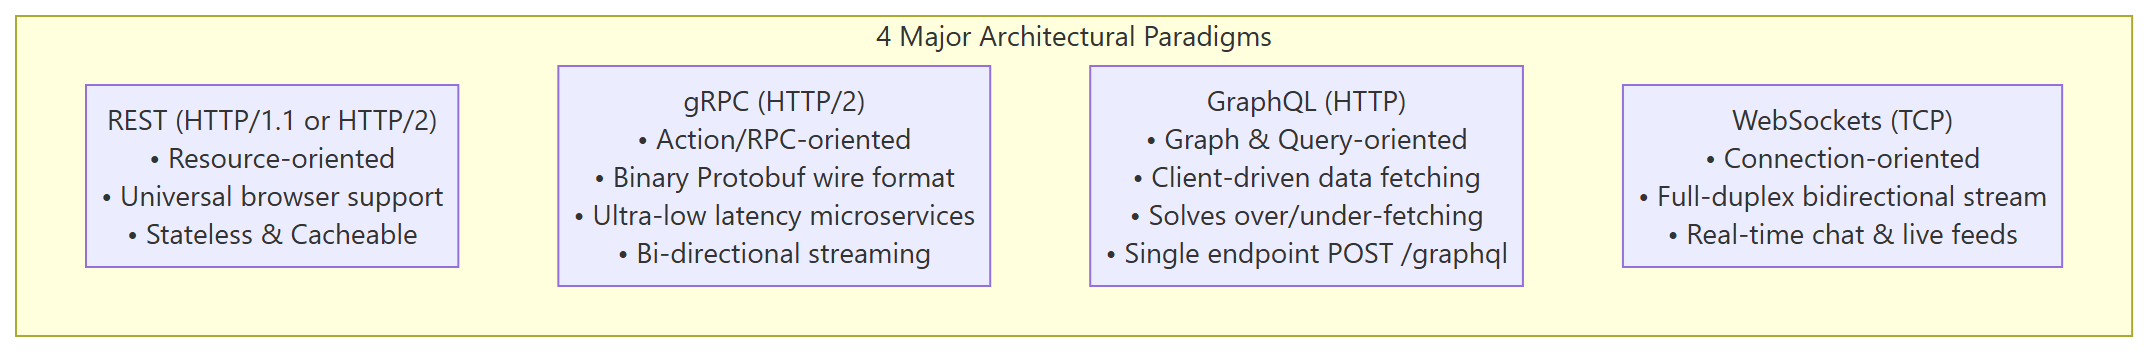 4 Major Architectural Paradigms
REST (HTTP/1.1 or HTTP/2)
• Resource-oriented
• Universal browser support
• Stateless & Cacheable
gRPC (HTTP/2)
• Action/RPC-oriented
• Binary Protobuf wire format
• Ultra-low latency microservices
• Bi-directional streaming
GraphQL (HTTP)
• Graph & Query-oriented
• Client-driven data fetching
• Solves over/under-fetching
• Single endpoint POST /graphql
WebSockets (TCP)
• Connection-oriented
• Full-duplex bidirectional stream
• Real-time chat & live feeds